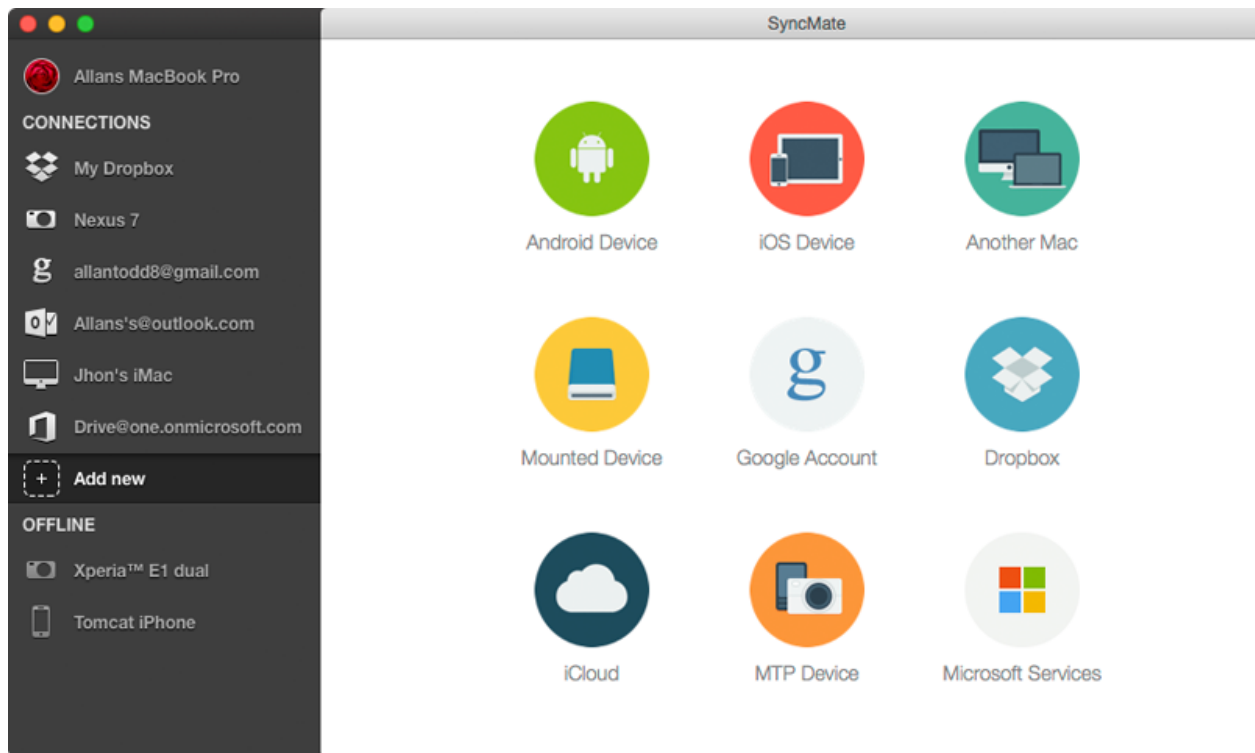 SyncMate
Allans MacBook Pro
CONNECTIONS
My Dropbox
Nexus 7
allantodd8@gmail.com
Allans's@outlook.com
Jhon's iMac
Drive@one.onmicrosoft.com
Add new
OFFLINE
Xperia™ E1 dual
Tomcat iPhone
Android Device
iOS Device
Another Mac
Mounted Device
Google Account
Dropbox
iCloud
MTP Device
Microsoft Services